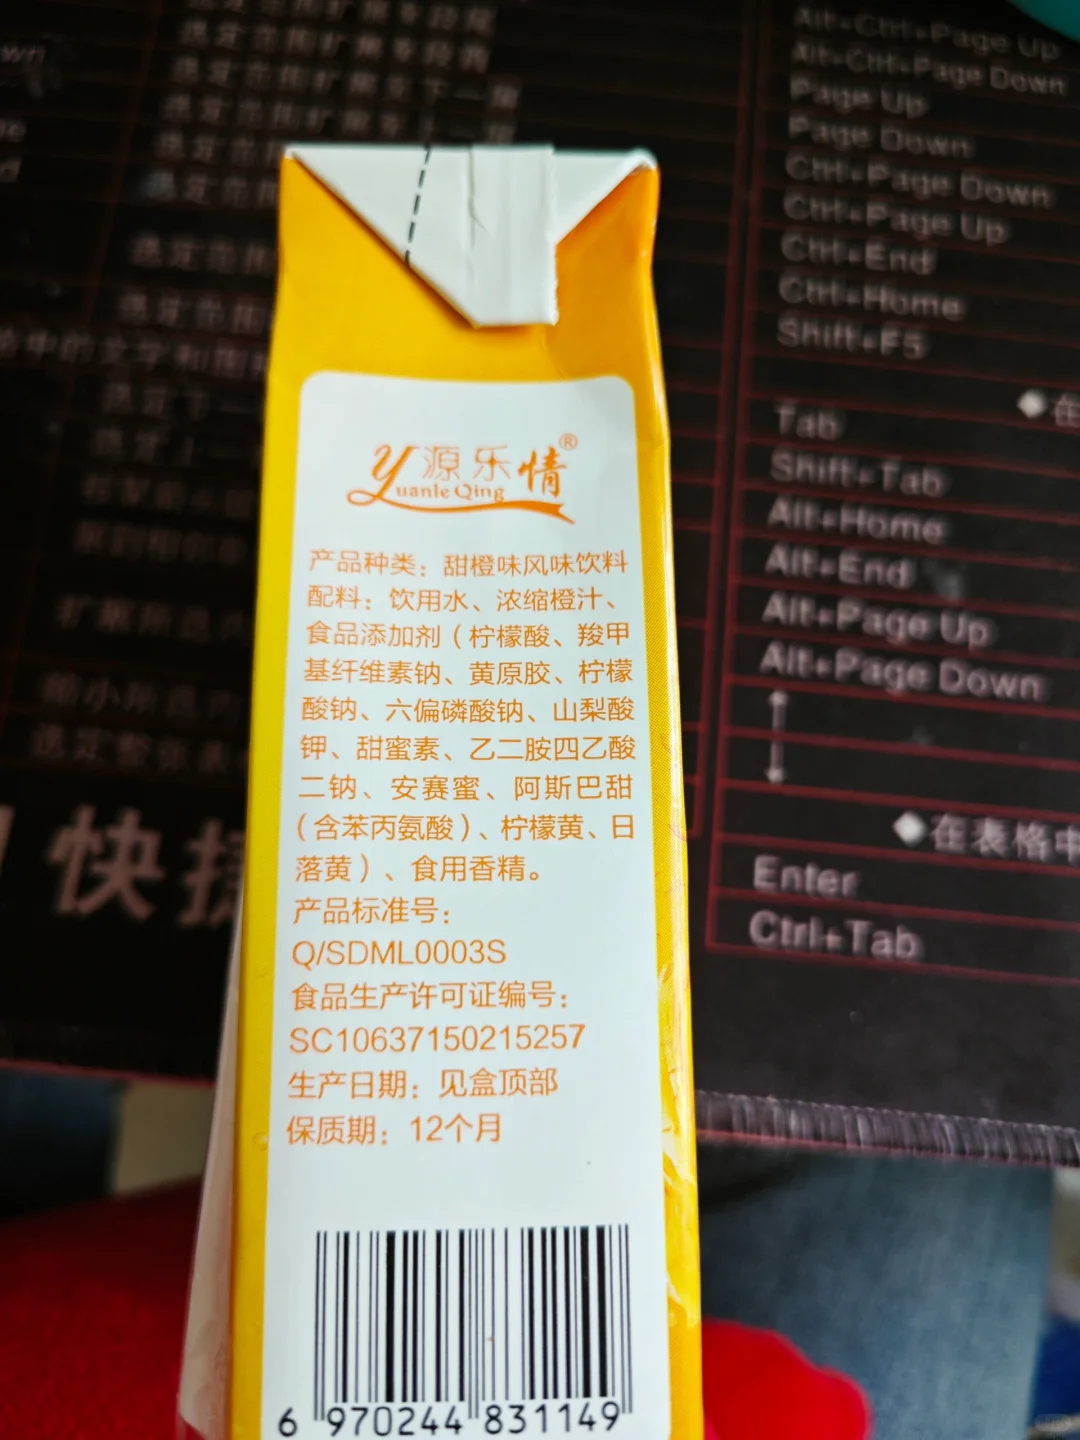 源乐情®
Yuanle Qing
产品种类：甜橙味风味饮料
配料：饮用水、浓缩橙汁、
食品添加剂（柠檬酸、羧甲
基纤维素钠、黄原胶、柠檬
酸钠、六偏磷酸钠、山梨酸
钾、甜蜜素、乙二胺四乙酸
二钠、安赛蜜、阿斯巴甜
（含苯丙氨酸）、柠檬黄、日
落黄）、食用香精。
产品标准号：
Q/SDML0003S
食品生产许可证编号：
SC10637150215257
生产日期：见盒顶部
保质期：12个月
6 970244 831149
Alt+Ctrl+Page Up
Alt+Ctrl+Page Down
Page Up
Page Down
Ctrl+Page Down
Ctrl+Page Up
Ctrl+End
Ctrl+Home
Shift+F5
Tab
Shift+Tab
Alt+Home
Alt+End
Alt+Page Up
Alt+Page Down
在表格中
Enter
Ctrl+Tab
快捷